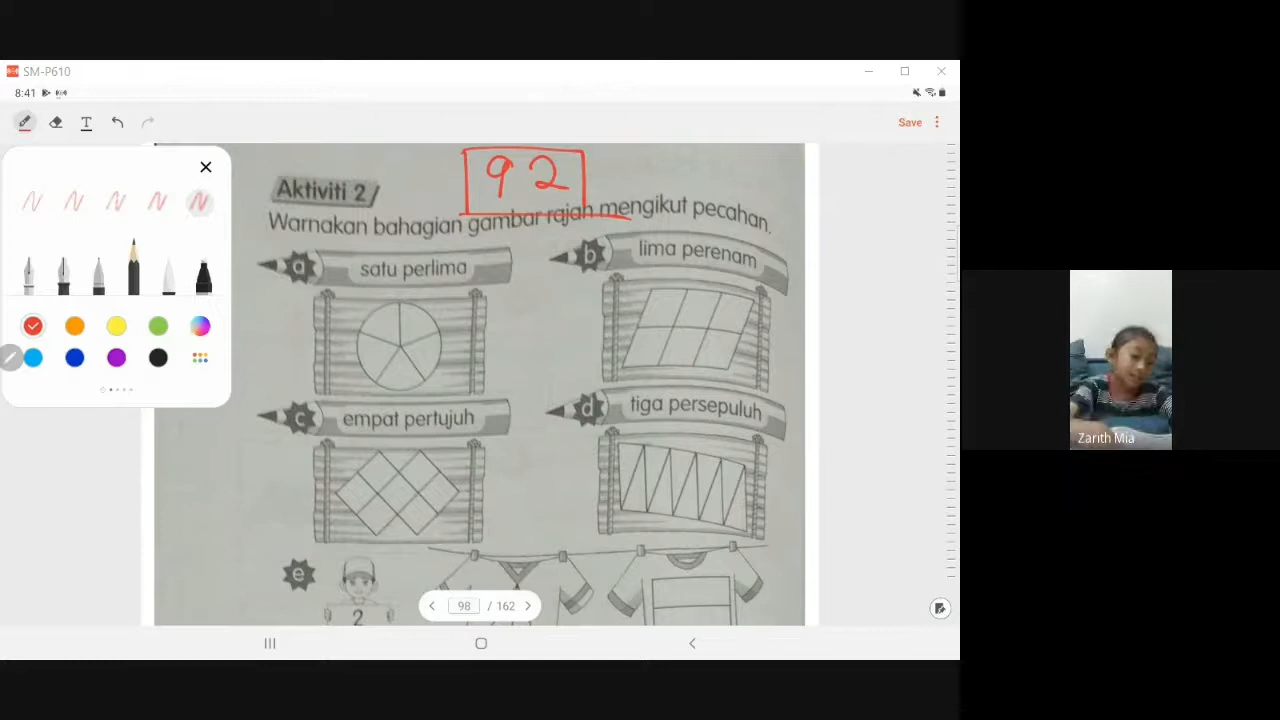 SM-P610
8:41
Save
92
Aktiviti 2
Warnakan bahagian gambar rajah mengikut pecahan.
a satu perlima
b lima perenam
c empat pertujuh
d tiga persepuluh
e
2
98 / 162
Zarith Mia